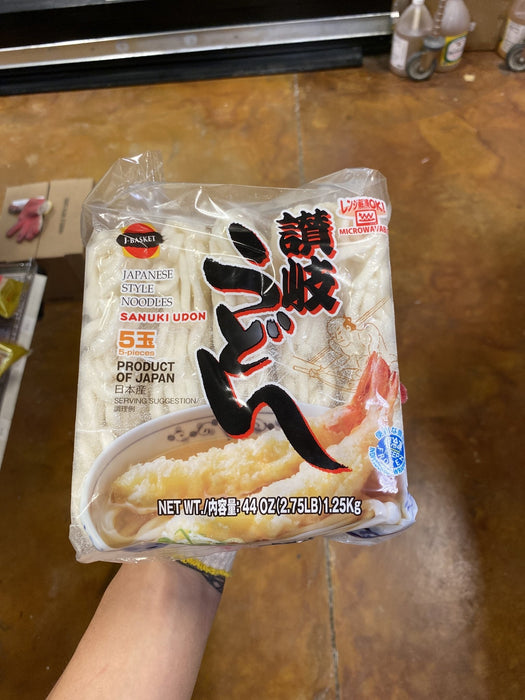 J-BASKET
JAPANESE
STYLE
NOODLES
SANUKI UDON
5玉
5-pieces
PRODUCT
OF JAPAN
日本産
SERVING SUGGESTION/
調理例
讃岐
うどん
レンジ調理OK!
MICROWAVAB
NET WT./内容量: 44 OZ(2.75LB)1.25Kg